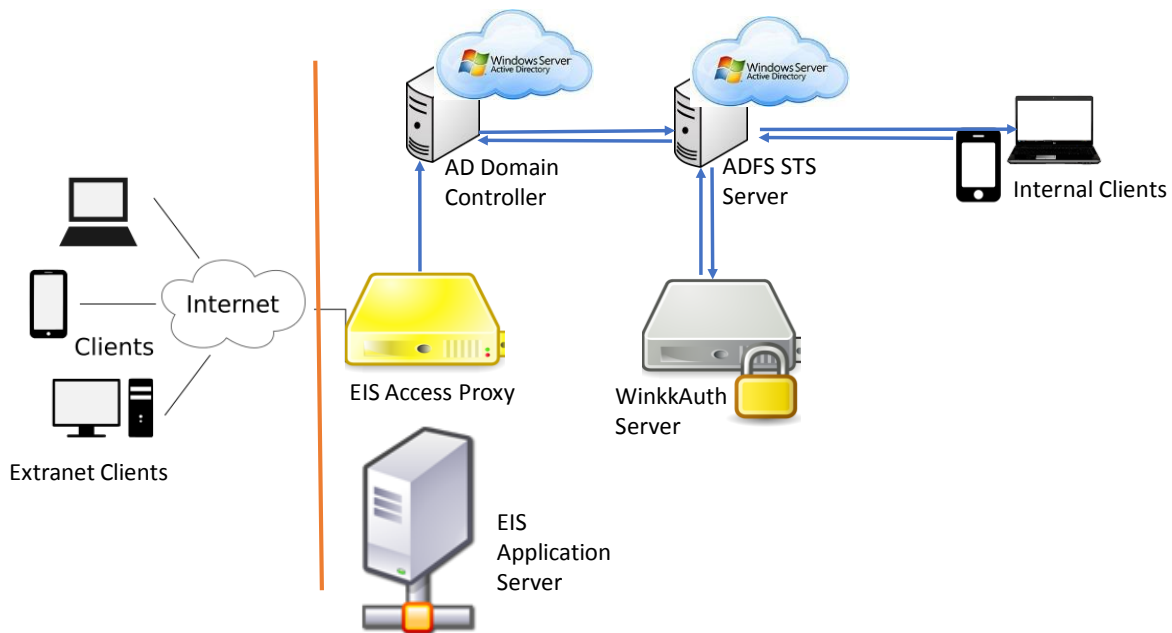 Windows Server
Active Directory
Windows Server
Active Directory
AD Domain
Controller
ADFS STS
Server
Internal Clients
Internet
Clients
Extranet Clients
EIS Access Proxy
WinkkAuth
Server
EIS
Application
Server